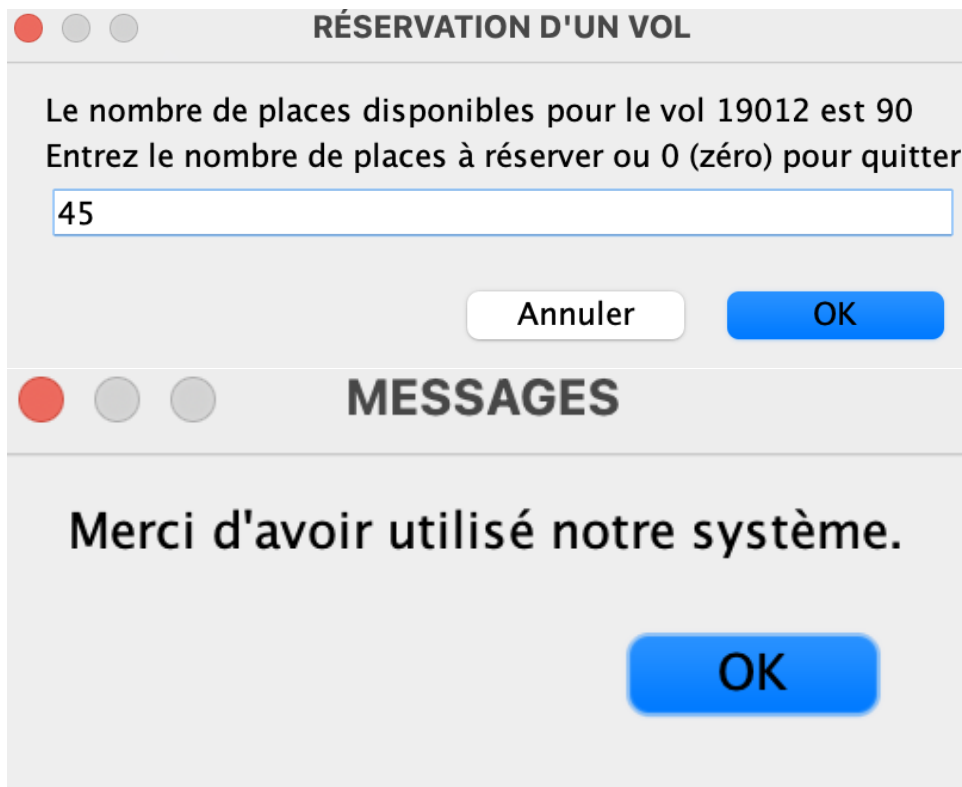 RÉSERVATION D'UN VOL
Le nombre de places disponibles pour le vol 19012 est 90
Entrez le nombre de places à réserver ou 0 (zéro) pour quitter
45
Annuler
OK
MESSAGES
Merci d'avoir utilisé notre système.
OK